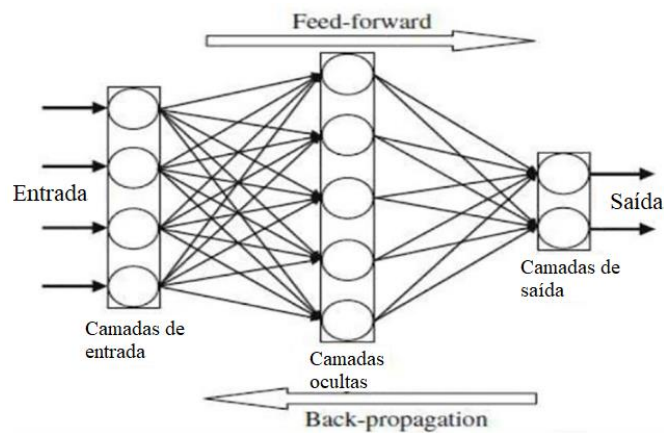 Feed-forward
Entrada
Saída
Camadas de
entrada
Camadas
ocultas
Camadas de
saída
Back-propagation